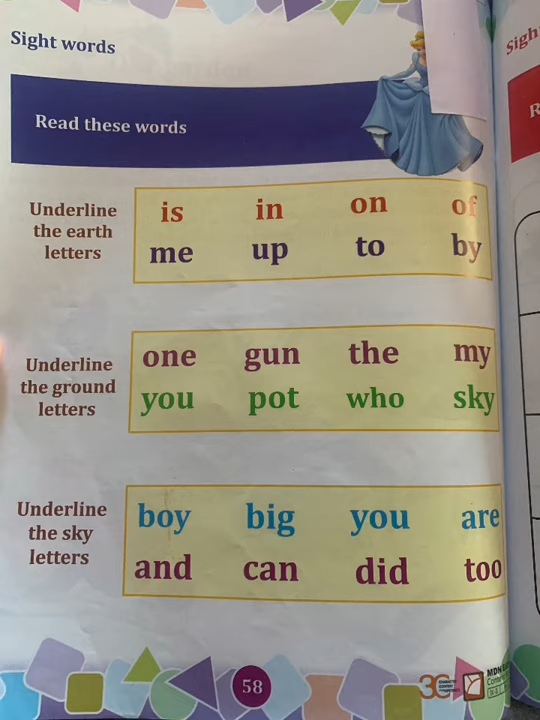 Sight words
Read these words
Underline
the earth
letters
is in on of
me up to by
Underline
the ground
letters
one gun the my
you pot who sky
Underline
the sky
letters
boy big you are
and can did too
58